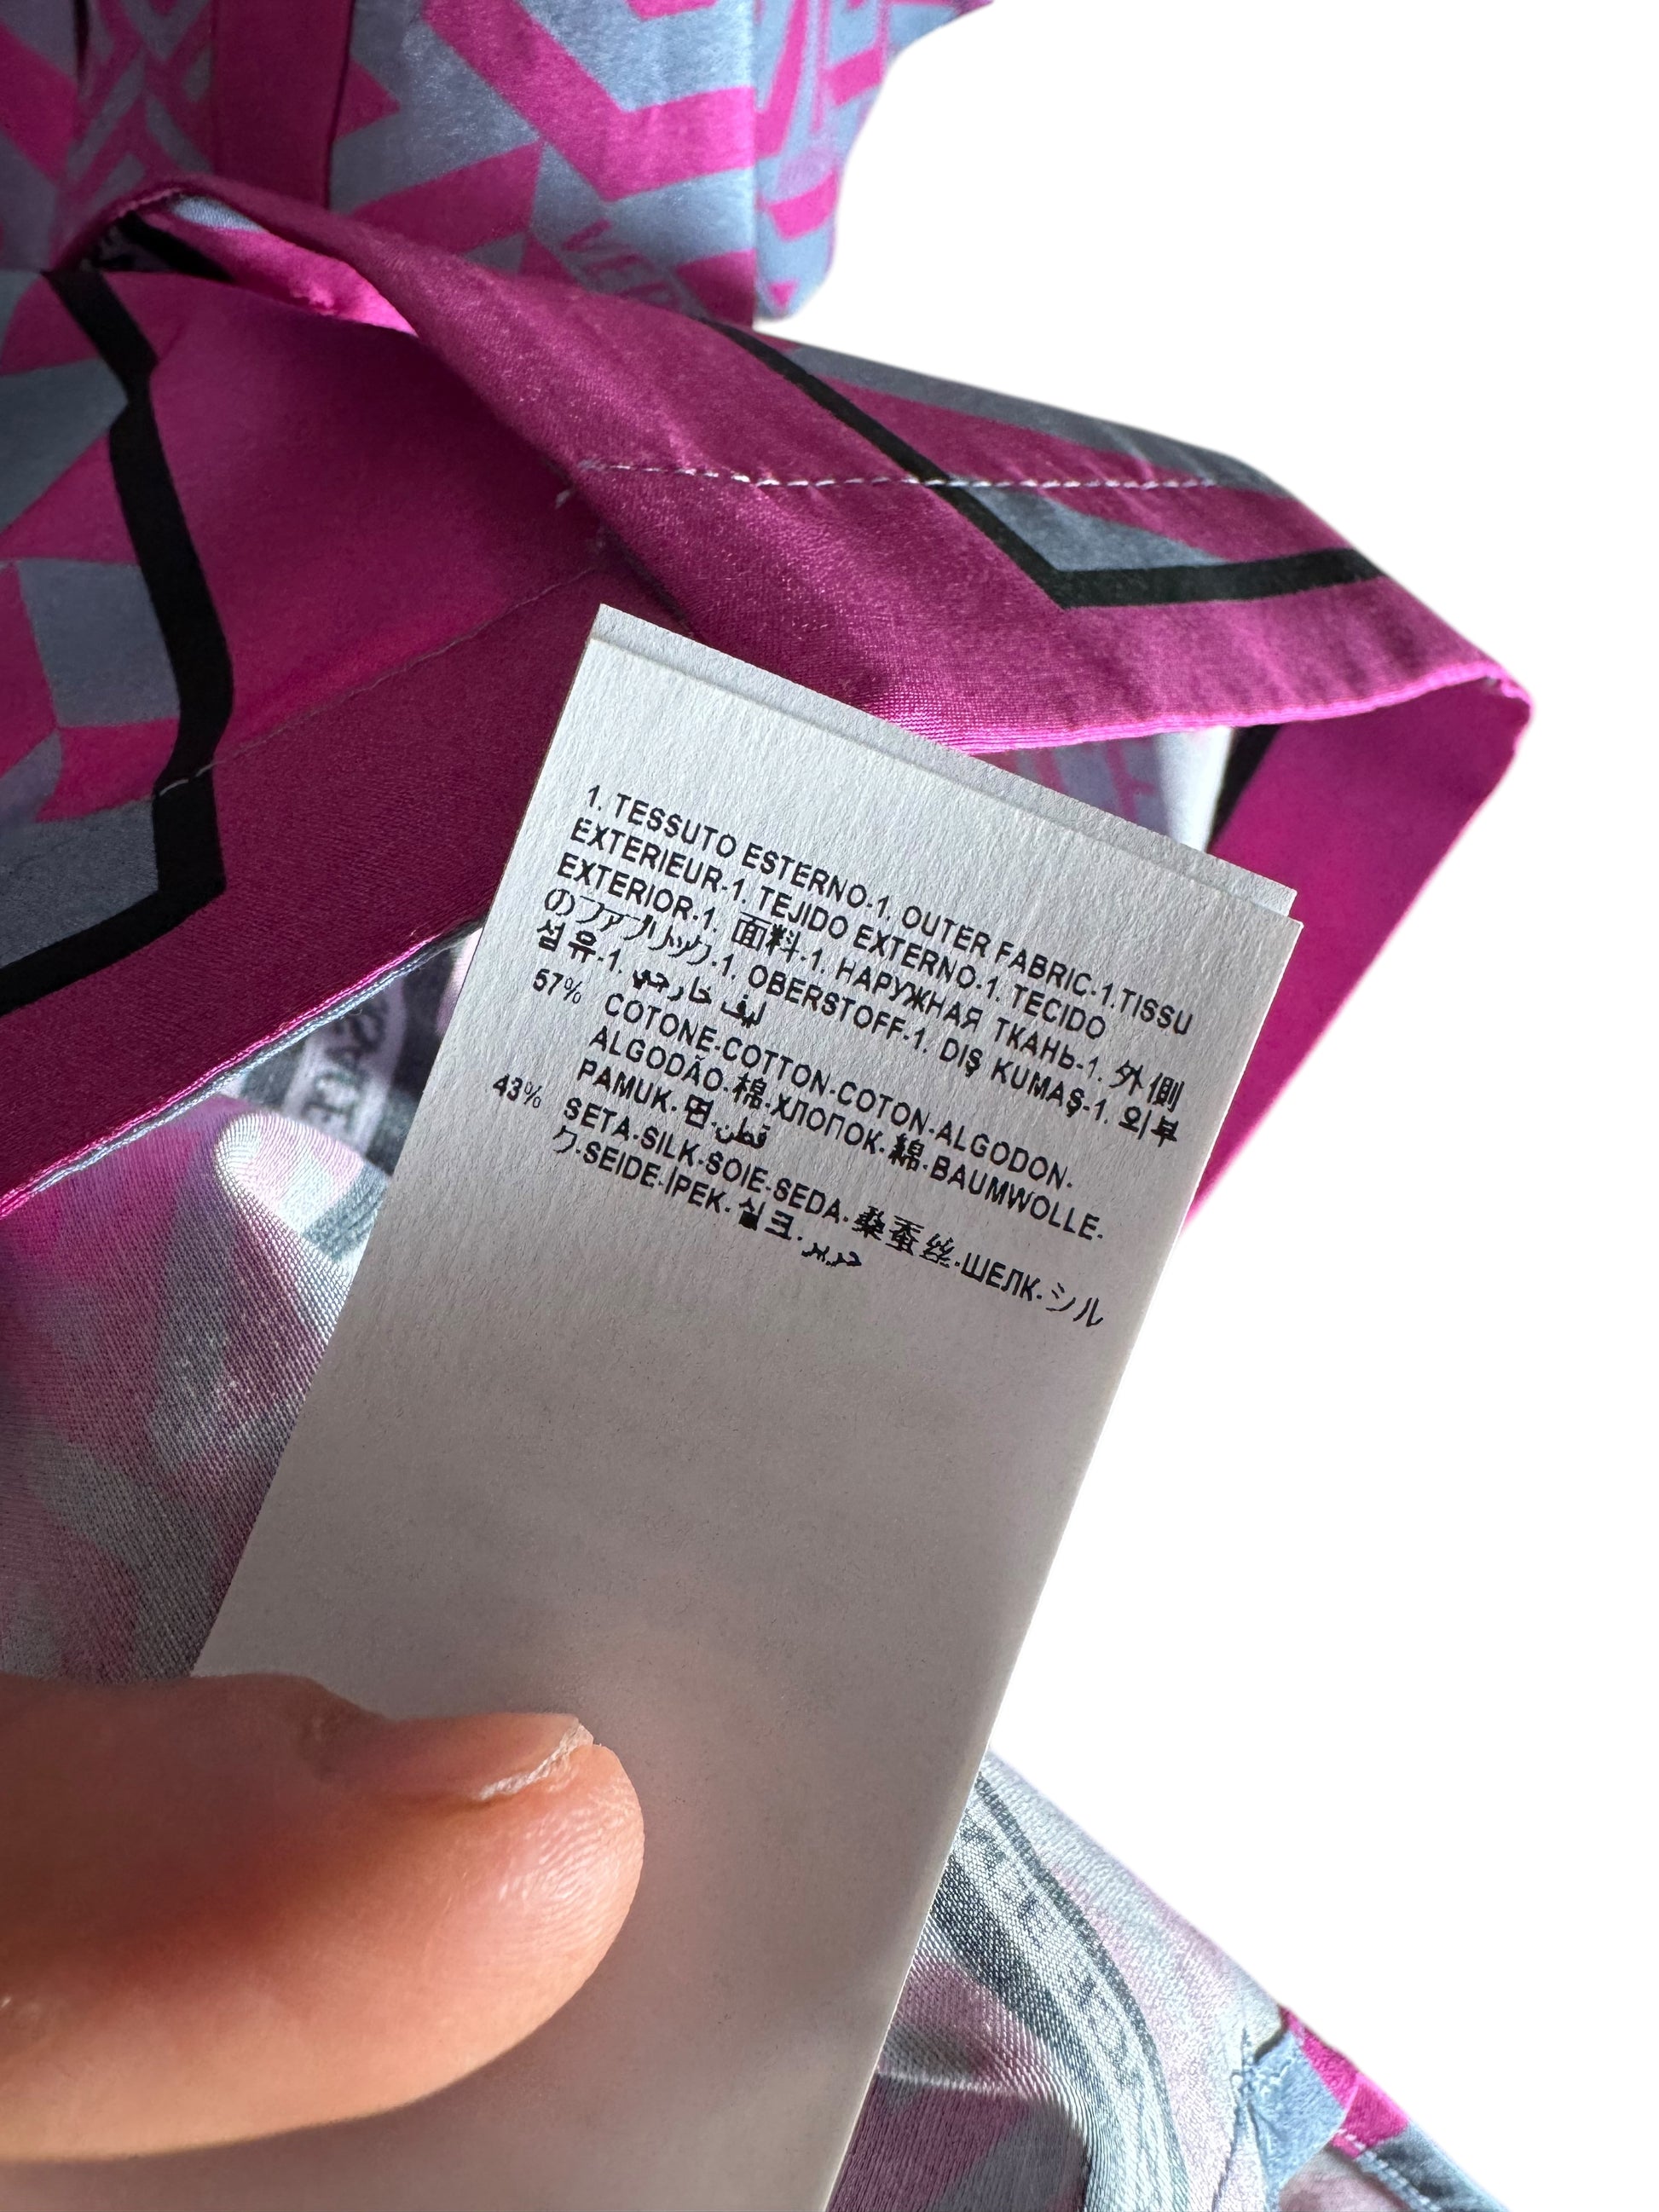 VER
1. TESSUTO ESTERNO-1. OUTER FABRIC-1.TISSU
EXTERIEUR-1. TEJIDO EXTERNO-1. TECIDO
EXTERIOR-1. 面料-1. НАРУЖНАЯ ТКАНЬ-1. 外側
のファブリック-1. OBERSTOFF-1. DIŞ KUMAŞ-1. 외부
섬유-1. ليف خارجي
57% COTONE-COTTON-COTON-ALGODON-
ALGODÃO-棉-ХЛОПОК-綿-BAUMWOLLE-
PAMUK-면-قطن
43% SETA-SILK-SOIE-SEDA-桑蚕丝-ШЕЛК-シル
ク-SEIDE-İPEK-실크-حرير